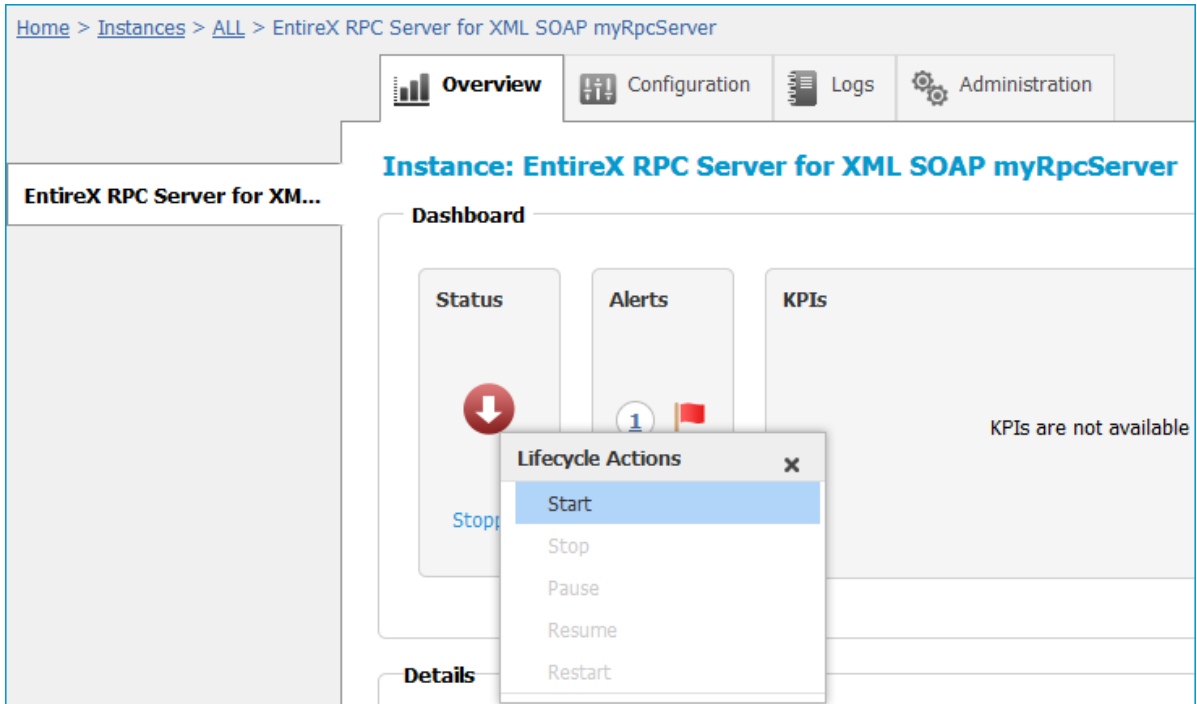 Home > Instances > ALL > EntireX RPC Server for XML SOAP myRpcServer
Overview Configuration Logs Administration
EntireX RPC Server for XM...
Instance: EntireX RPC Server for XML SOAP myRpcServer
Dashboard
Status Alerts KPIs
1
KPIs are not available
Stopp
Lifecycle Actions
Start
Stop
Pause
Resume
Restart
Details